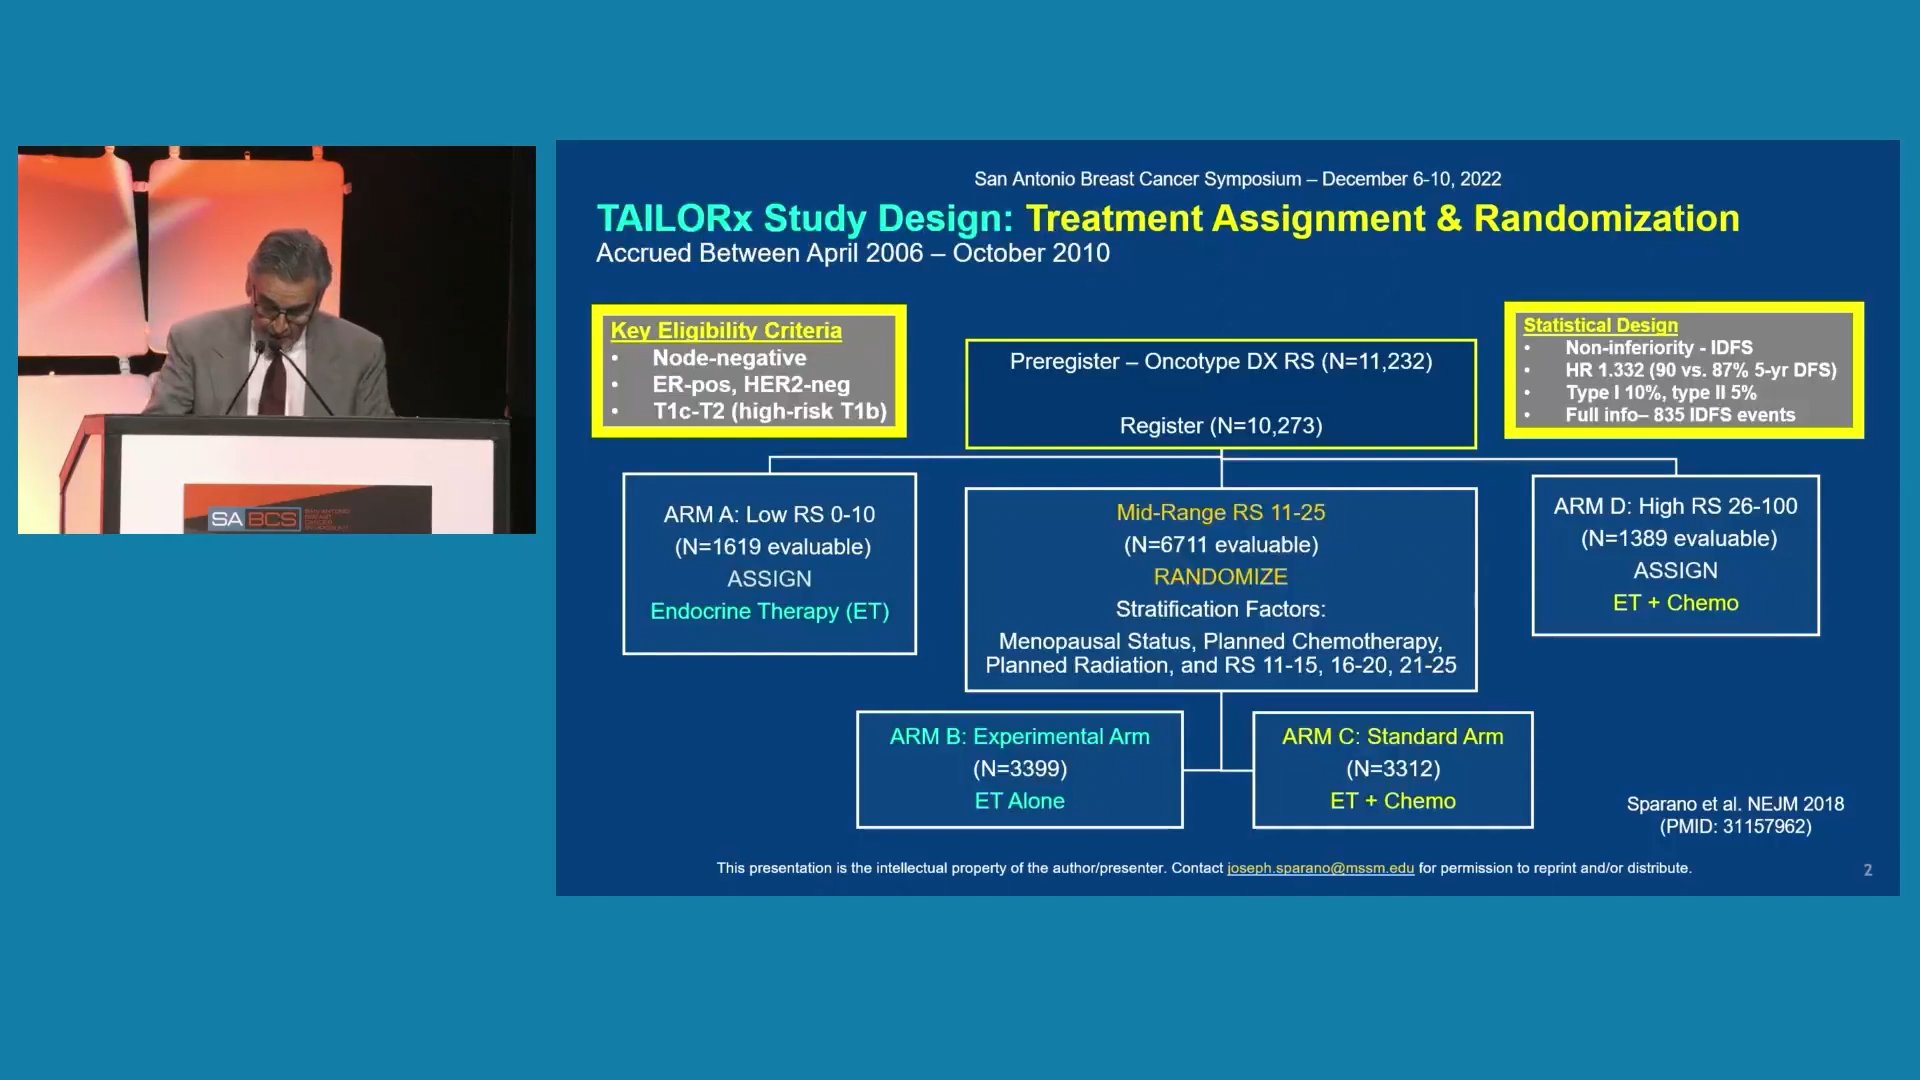 San Antonio Breast Cancer Symposium – December 6-10, 2022
TAILORx Study Design: Treatment Assignment & Randomization
Accrued Between April 2006 – October 2010
Key Eligibility Criteria
• Node-negative
• ER-pos, HER2-neg
• T1c-T2 (high-risk T1b)
Preregister – Oncotype DX RS (N=11,232)
Register (N=10,273)
Statistical Design
• Non-inferiority - IDFS
• HR 1.332 (90 vs. 87% 5-yr DFS)
• Type I 10%, type II 5%
• Full info– 835 IDFS events
ARM A: Low RS 0-10
(N=1619 evaluable)
ASSIGN
Endocrine Therapy (ET)
Mid-Range RS 11-25
(N=6711 evaluable)
RANDOMIZE
Stratification Factors:
Menopausal Status, Planned Chemotherapy,
Planned Radiation, and RS 11-15, 16-20, 21-25
ARM D: High RS 26-100
(N=1389 evaluable)
ASSIGN
ET + Chemo
ARM B: Experimental Arm
(N=3399)
ET Alone
ARM C: Standard Arm
(N=3312)
ET + Chemo
Sparano et al. NEJM 2018
(PMID: 31157962)
This presentation is the intellectual property of the author/presenter. Contact joseph.sparano@mssm.edu for permission to reprint and/or distribute.
2
SABCS